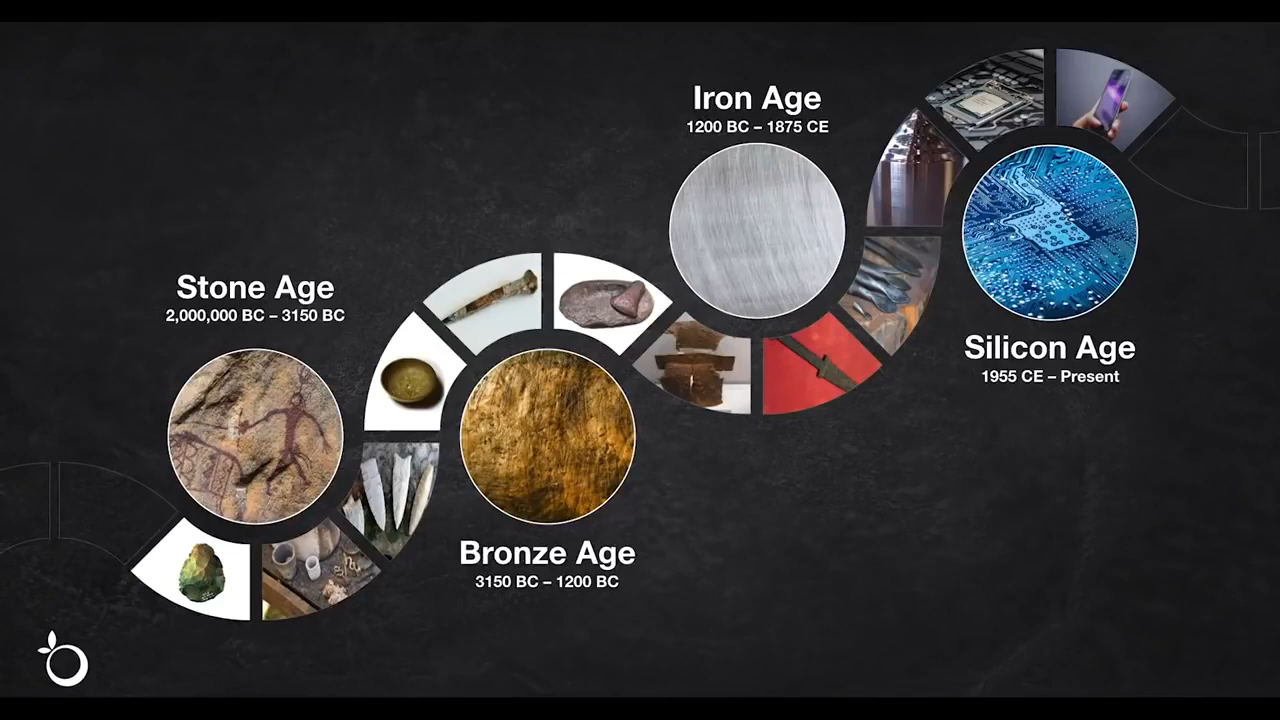 Stone Age
2,000,000 BC – 3150 BC
Bronze Age
3150 BC – 1200 BC
Iron Age
1200 BC – 1875 CE
Silicon Age
1955 CE – Present